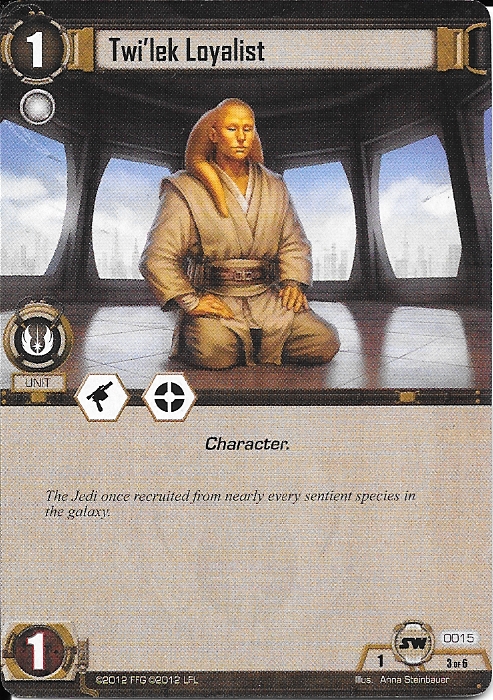 1
Twi'lek Loyalist
UNIT
Character.
The Jedi once recruited from nearly every sentient species in
the galaxy.
1
SW
0015
1
3 OF 6
©2012 FFG ©2012 LFL
Illus. Anna Steinbauer